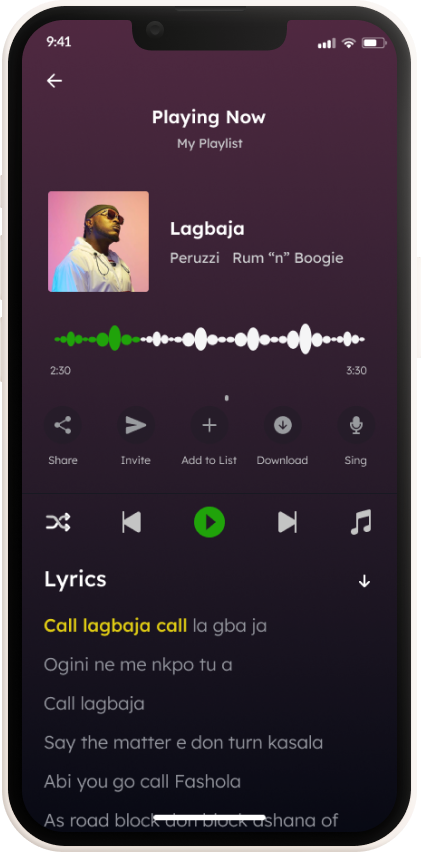 9:41
Playing Now
My Playlist
Lagbaja
Peruzzi Rum “n” Boogie
2:30 3:30
Share Invite Add to List Download Sing
Lyrics
Call lagbaja call la gba ja
Ogini ne me nkpo tu a
Call lagbaja
Say the matter e don turn kasala
Abi you go call Fashola
As road block don block ashana of